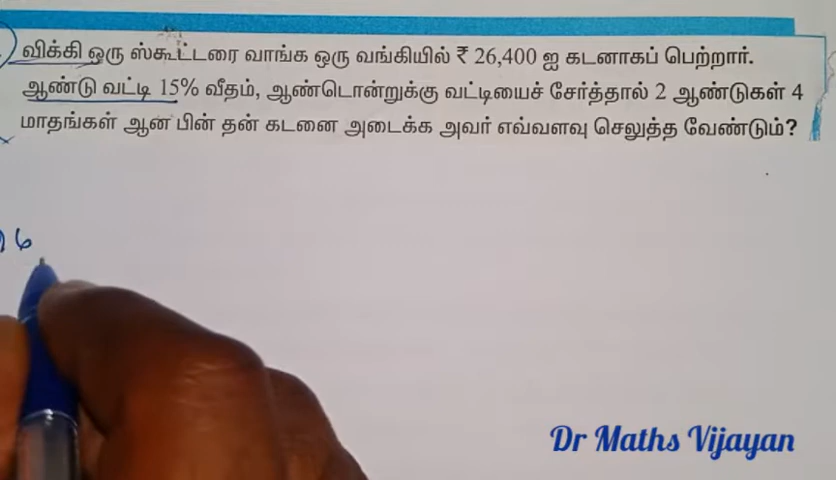 விக்கி ஒரு ஸ்கூட்டரை வாங்க ஒரு வங்கியில் ₹ 26,400 ஐ கடனாகப் பெற்றார்.
ஆண்டு வட்டி 15% வீதம், ஆண்டொன்றுக்கு வட்டியைச் சேர்த்தால் 2 ஆண்டுகள் 4
மாதங்கள் ஆன பின் தன் கடனை அடைக்க அவர் எவ்வளவு செலுத்த வேண்டும்?
Dr Maths Vijayan